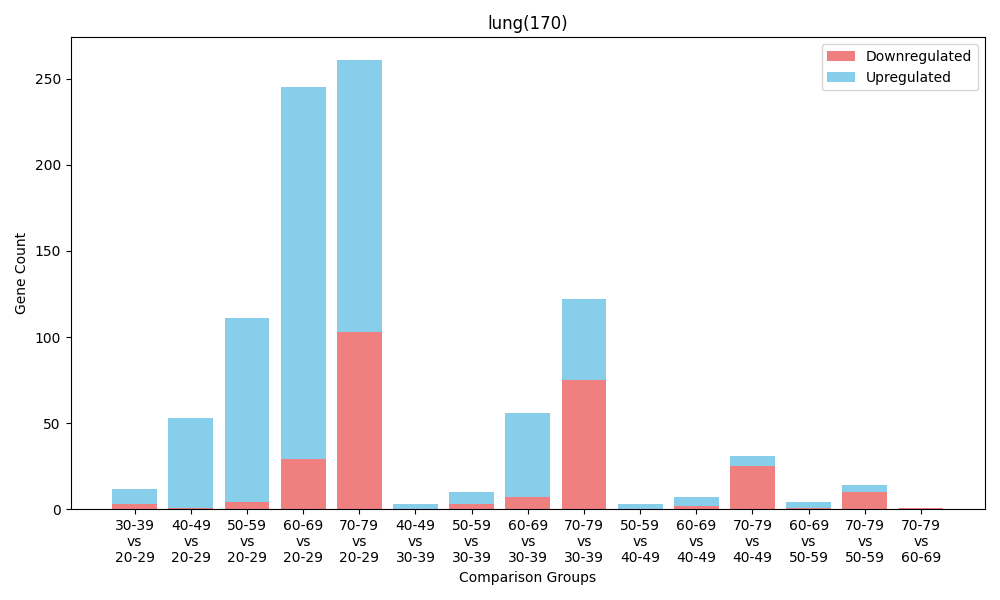 lung(170)
Downregulated
Upregulated
Gene Count
250
200
150
100
50
0
30-39 vs 20-29
40-49 vs 20-29
50-59 vs 20-29
60-69 vs 20-29
70-79 vs 20-29
40-49 vs 30-39
50-59 vs 30-39
60-69 vs 30-39
70-79 vs 30-39
50-59 vs 40-49
60-69 vs 40-49
70-79 vs 40-49
60-69 vs 50-59
70-79 vs 50-59
70-79 vs 60-69
Comparison Groups